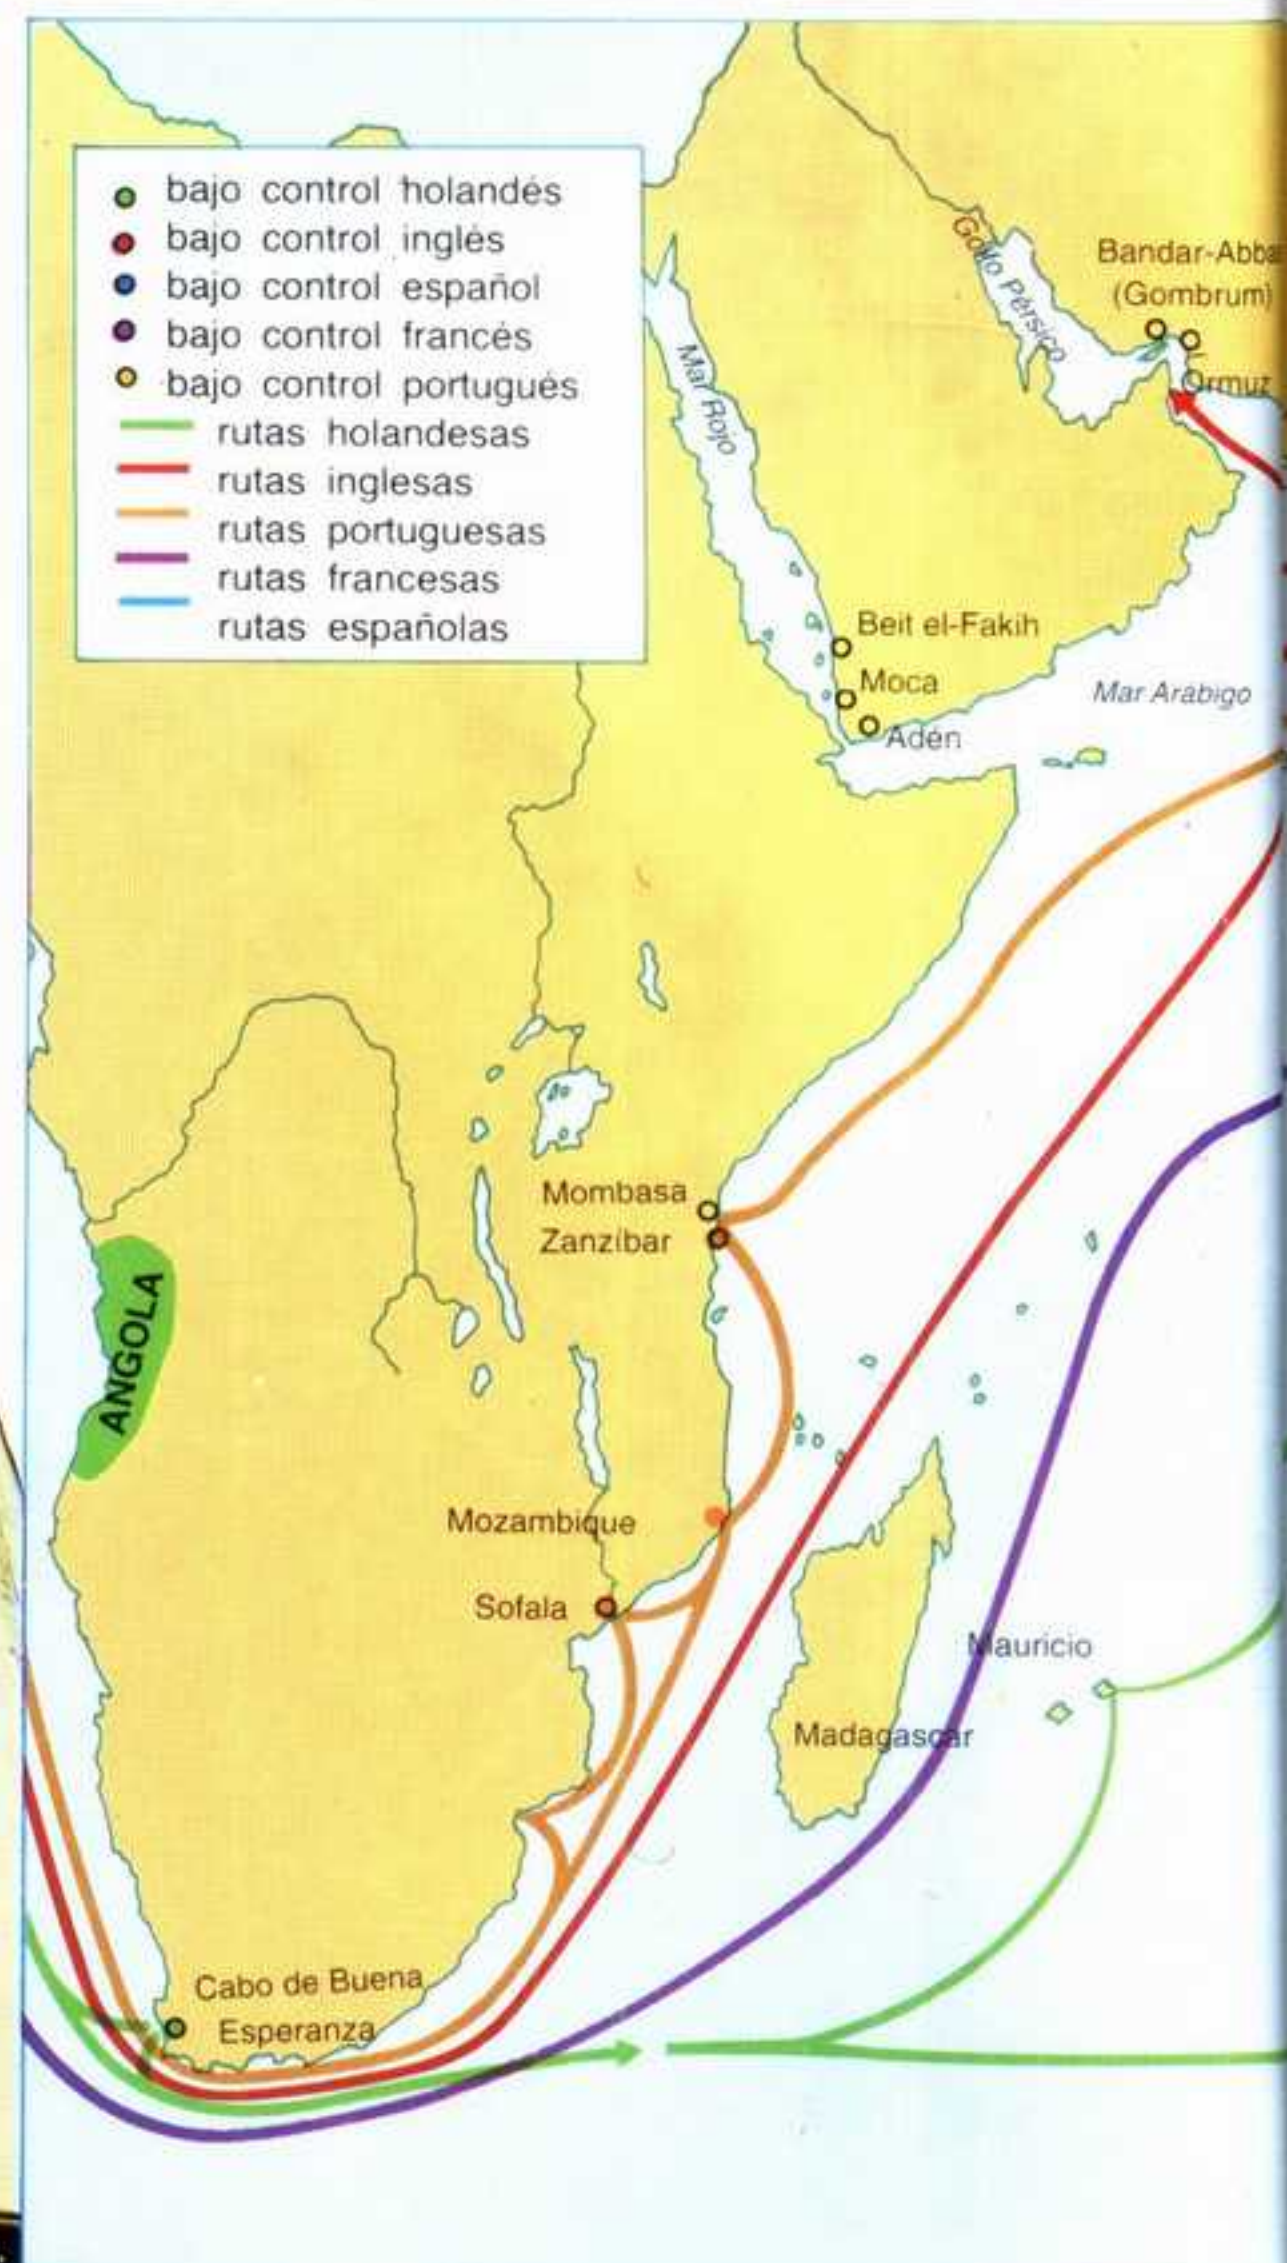 bajo control holandés
bajo control inglés
bajo control español
bajo control francés
bajo control portugués
rutas holandesas
rutas inglesas
rutas portuguesas
rutas francesas
rutas españolas
Golfo Pérsico
Bandar-Abba
(Gombrum)
Ormuz
Mar Rojo
Beit el-Fakih
Moca
Adén
Mar Arabigo
Mombasa
Zanzíbar
ANGOLA
Mozambique
Sofala
Mauricio
Madagascar
Cabo de Buena
Esperanza